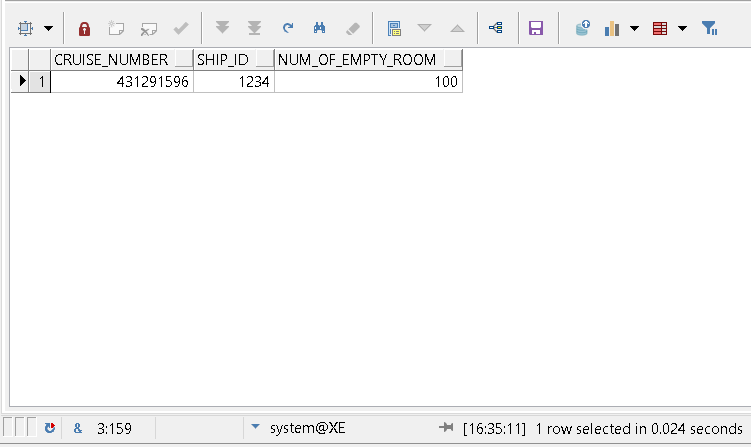 CRUISE_NUMBER SHIP_ID NUM_OF_EMPTY_ROOM
1 431291596 1234 100
& 3:159 system@XE [16:35:11] 1 row selected in 0.024 seconds